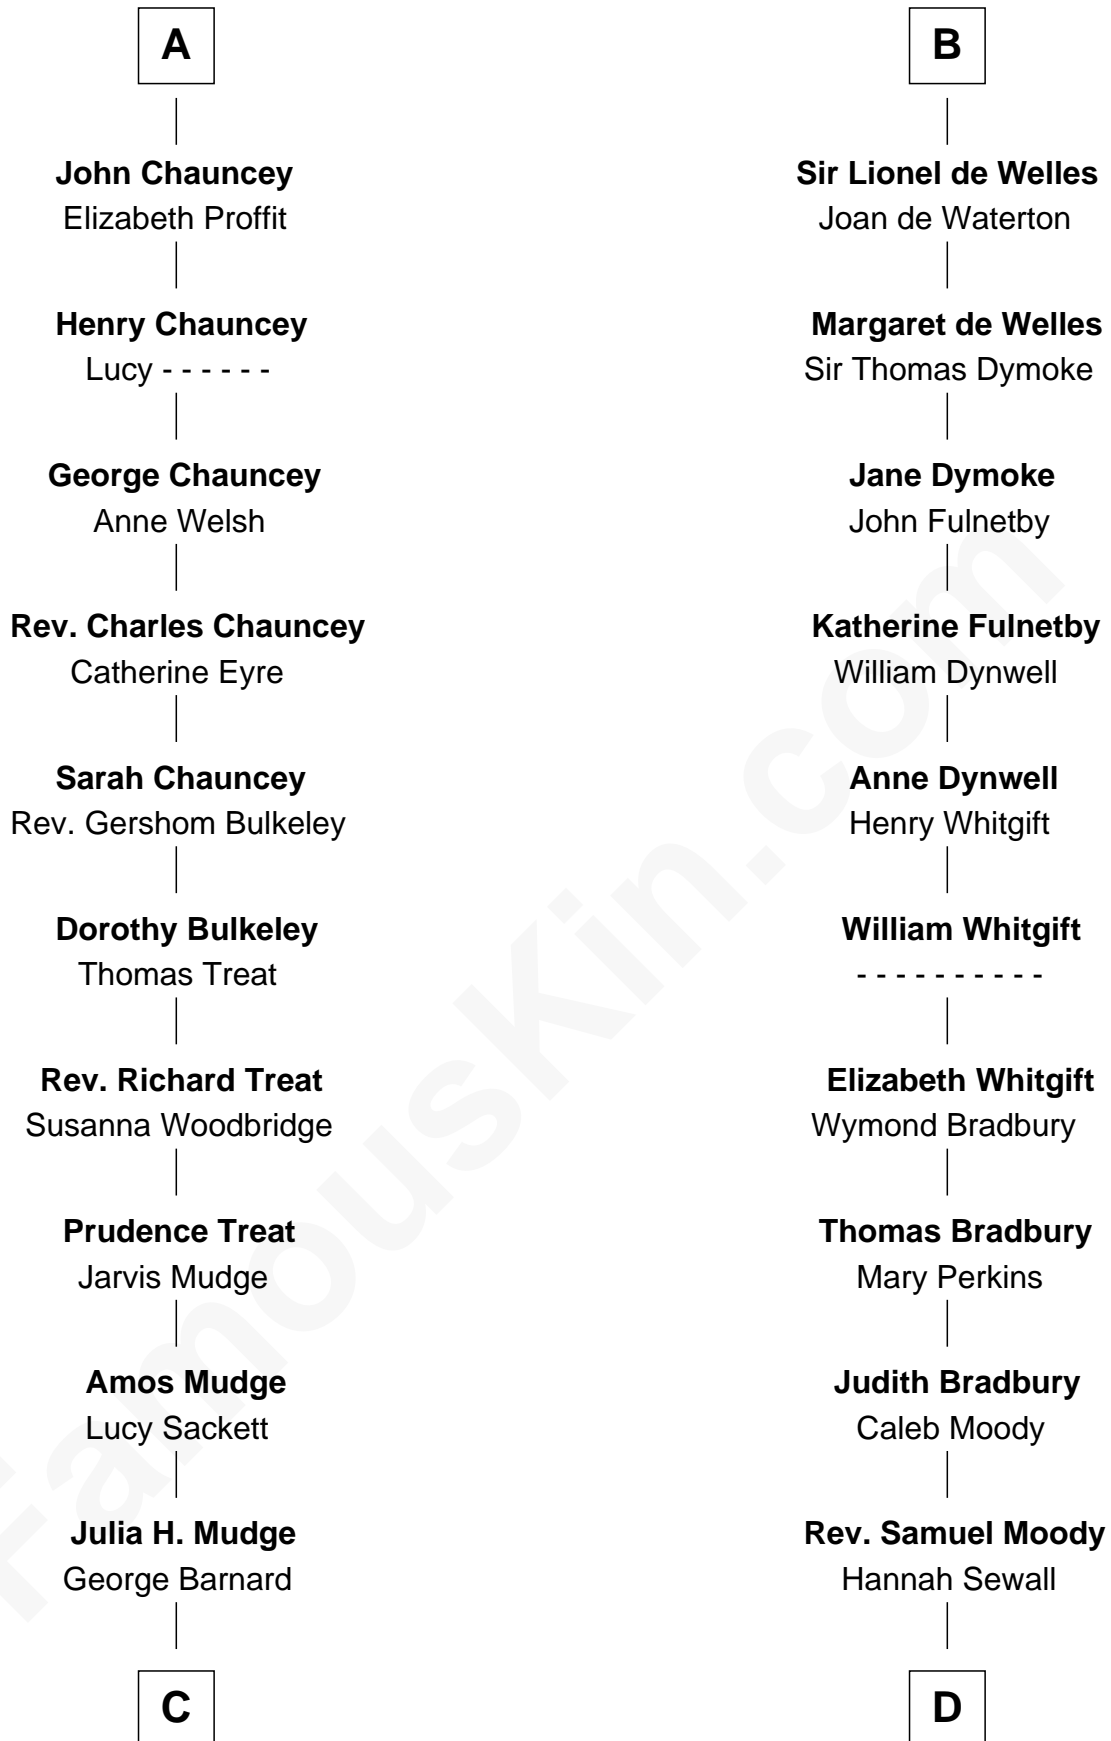 A
John Chauncey
Elizabeth Proffit
Henry Chauncey
Lucy - - - - - -
George Chauncey
Anne Welsh
Rev. Charles Chauncey
Catherine Eyre
Sarah Chauncey
Rev. Gershom Bulkeley
Dorothy Bulkeley
Thomas Treat
Rev. Richard Treat
Susanna Woodbridge
Prudence Treat
Jarvis Mudge
Amos Mudge
Lucy Sackett
Julia H. Mudge
George Barnard
C
B
Sir Lionel de Welles
Joan de Waterton
Margaret de Welles
Sir Thomas Dymoke
Jane Dymoke
John Fulnetby
Katherine Fulnetby
William Dynwell
Anne Dynwell
Henry Whitgift
William Whitgift
- - - - - - - - - -
Elizabeth Whitgift
Wymond Bradbury
Thomas Bradbury
Mary Perkins
Judith Bradbury
Caleb Moody
Rev. Samuel Moody
Hannah Sewall
D
FamousKin.com